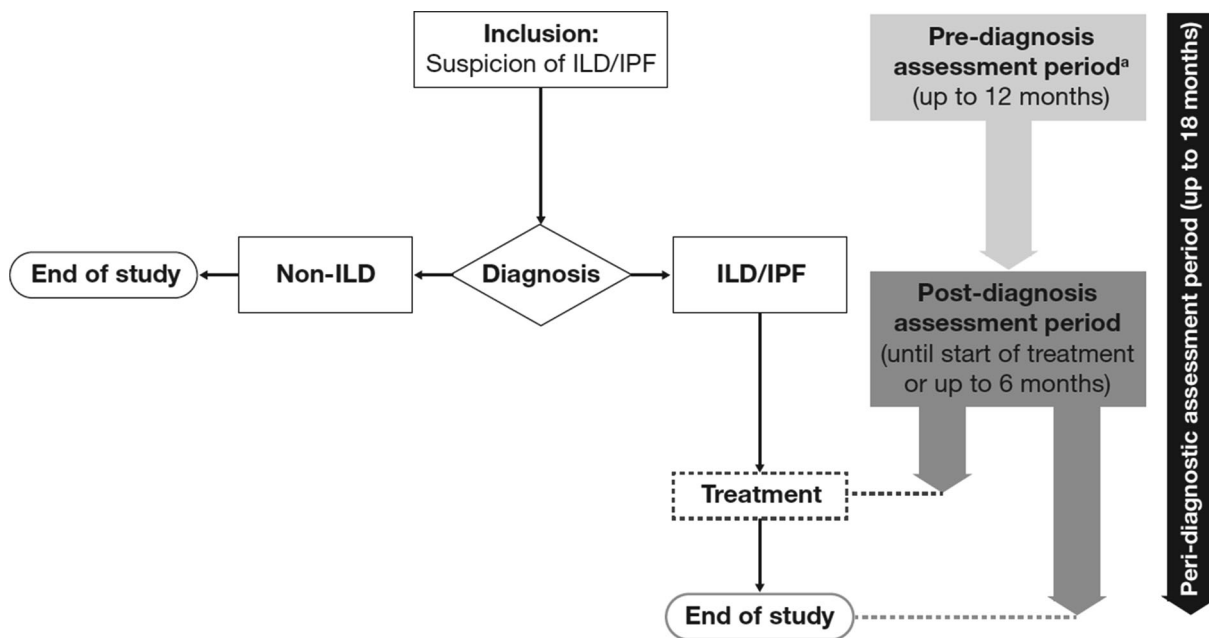 Inclusion:
Suspicion of ILD/IPF
Pre-diagnosis
assessment periodᵃ
(up to 12 months)
End of study
Non-ILD
Diagnosis
ILD/IPF
Post-diagnosis
assessment period
(until start of treatment
or up to 6 months)
Treatment
End of study
Peri-diagnostic assessment period (up to 18 months)